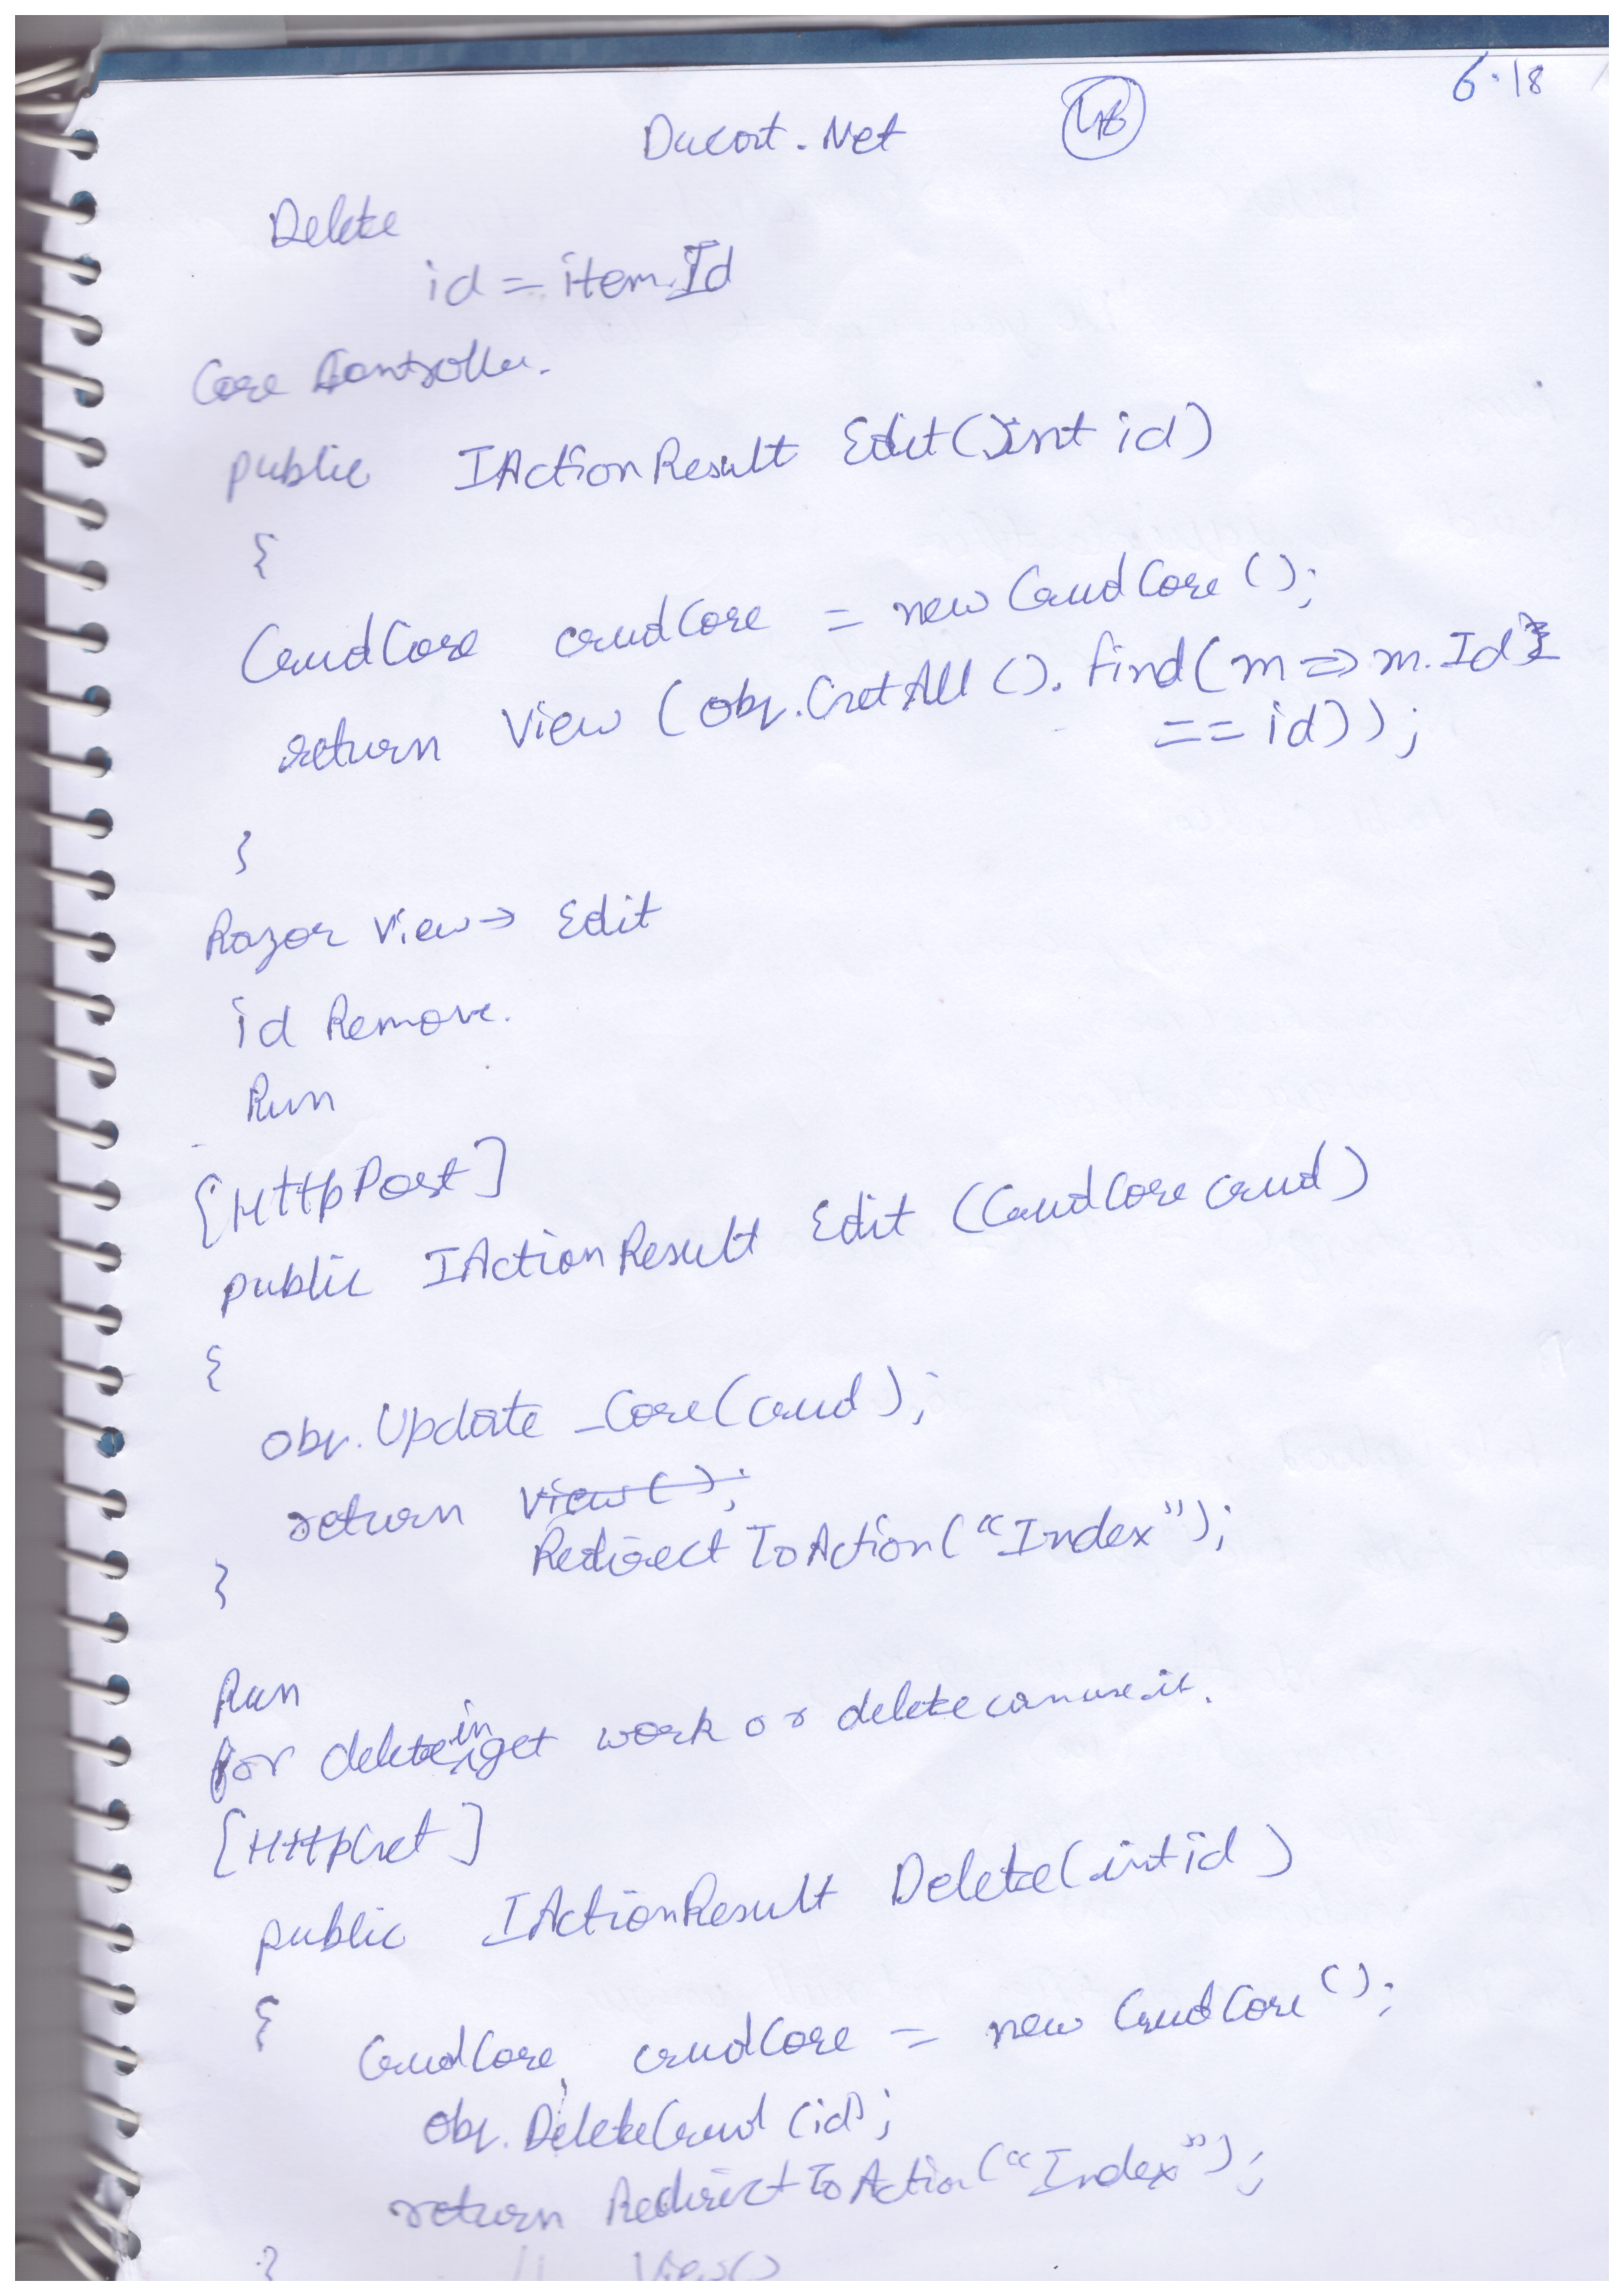 6.18
Ducort.Net
Delete
id = item.Id
Core Controller.
public IActionResult Edit(int id)
{
CrudCore crudCore = new CrudCore();
return View (obj.GetAll().Find(m=>m.Id
== id));
}
Razor View → Edit
id Remove.
Run
[HttpPost]
public IActionResult Edit (CrudCore crud)
{
obj.Update_Core(crud);
return View();
RedirectToAction("Index");
}
Run
for delete in get work or delete can use it.
[HttpGet]
public IActionResult Delete(int id)
{
CrudCore crudCore = new CrudCore();
obj.DeleteCrud(id);
return RedirectToAction("Index");
} // View()